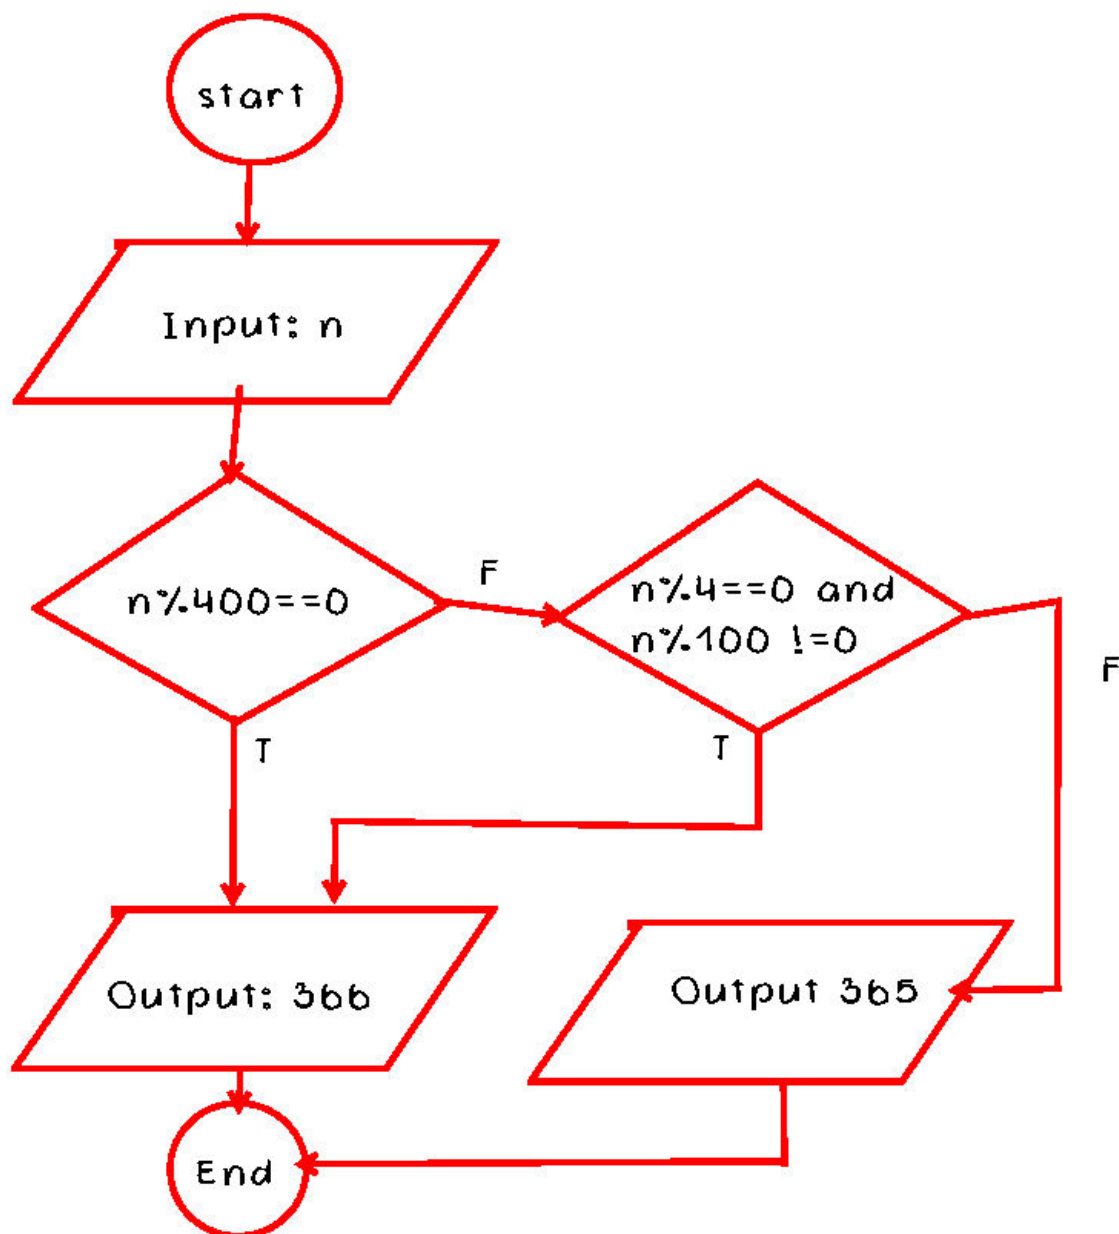 start
Input: n
n%400==0
F
n%4==0 and
n%100 !=0
F
T
T
Output: 366
Output 365
End